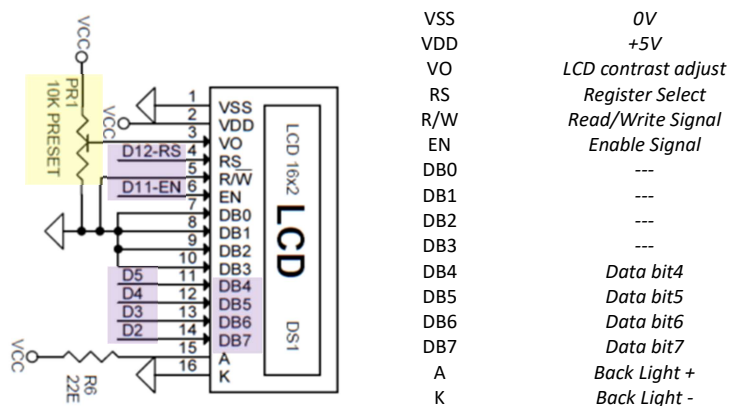 VCC
PR1
10K PRESET
VCC
1 VSS
2 VDD
3 VO
D12-RS 4 RS
5 R/W
D11-EN 6 EN
7 DB0
8 DB1
9 DB2
10 DB3
D5 11 DB4
D4 12 DB5
D3 13 DB6
D2 14 DB7
15 A
16 K
LCD 16x2
LCD
DS1
VCC
R6
22E
VSS 0V
VDD +5V
VO LCD contrast adjust
RS Register Select
R/W Read/Write Signal
EN Enable Signal
DB0 ---
DB1 ---
DB2 ---
DB3 ---
DB4 Data bit4
DB5 Data bit5
DB6 Data bit6
DB7 Data bit7
A Back Light +
K Back Light -